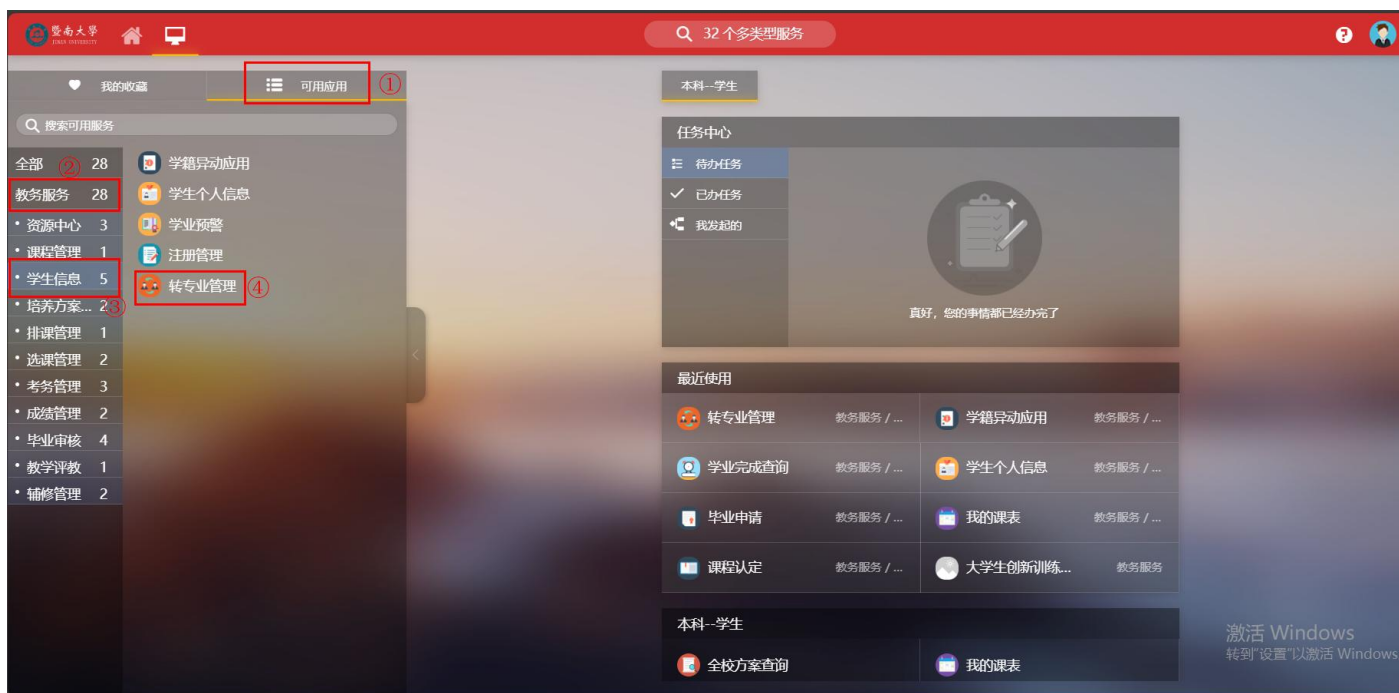 暨南大學
JINAN UNIVERSITY
32 个多类型服务
我的收藏
可用应用 ①
搜索可用服务
全部 ② 28
教务服务 28
• 资源中心 3
• 课程管理 1
• 学生信息 5
③
• 培养方案... 2
• 排课管理 1
• 选课管理 2
• 考务管理 3
• 成绩管理 2
• 毕业审核 4
• 教学评教 1
• 辅修管理 2
学籍异动应用
学生个人信息
学业预警
注册管理
转专业管理 ④
本科--学生
任务中心
待办任务
已办任务
我发起的
真好，您的事情都已经办完了
最近使用
转专业管理 教务服务 / ...
学籍异动应用 教务服务 / ...
学业完成查询 教务服务 / ...
学生个人信息 教务服务 / ...
毕业申请 教务服务 / ...
我的课表 教务服务 / ...
课程认定 教务服务 / ...
大学生创新训练... 教务服务
本科--学生
全校方案查询
我的课表
激活 Windows
转到"设置"以激活 Windows